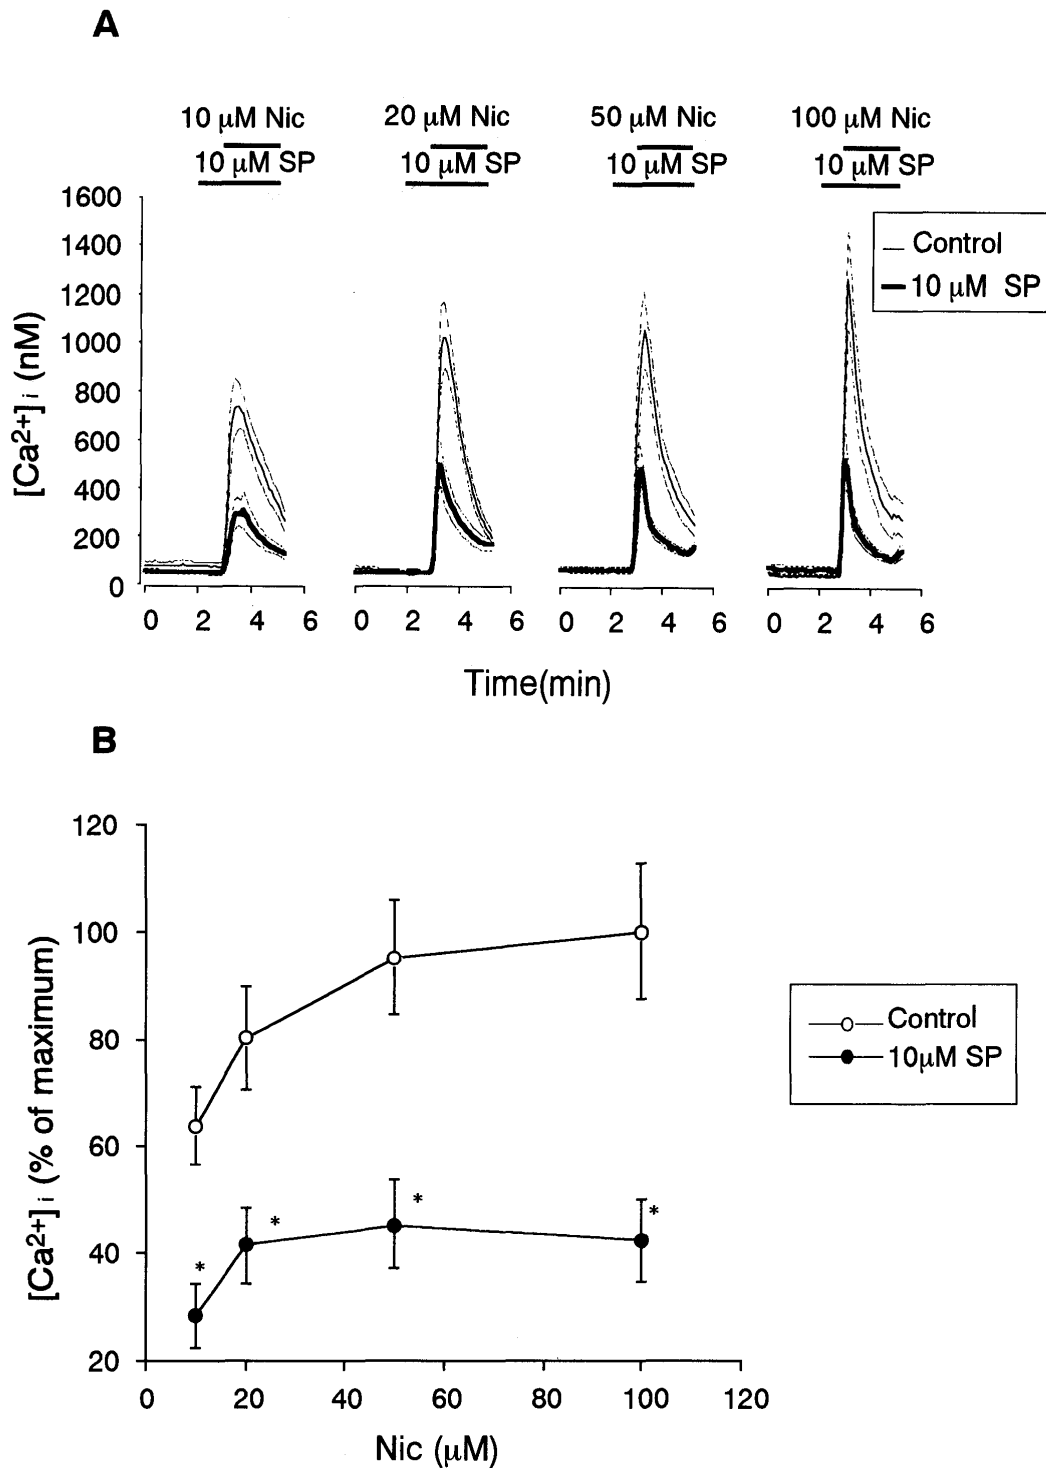 A
10 μM Nic 20 μM Nic 50 μM Nic 100 μM Nic
10 μM SP 10 μM SP 10 μM SP 10 μM SP
1600
1400
1200
1000
800
600
400
200
0
[Ca2+] i (nM)
Control
10 μM SP
0 2 4 6 0 2 4 6 0 2 4 6 0 2 4 6
Time(min)
B
120
100
80
60
40
20
[Ca2+] i (% of maximum)
* * * *
Control
10μM SP
0 20 40 60 80 100 120
Nic (μM)